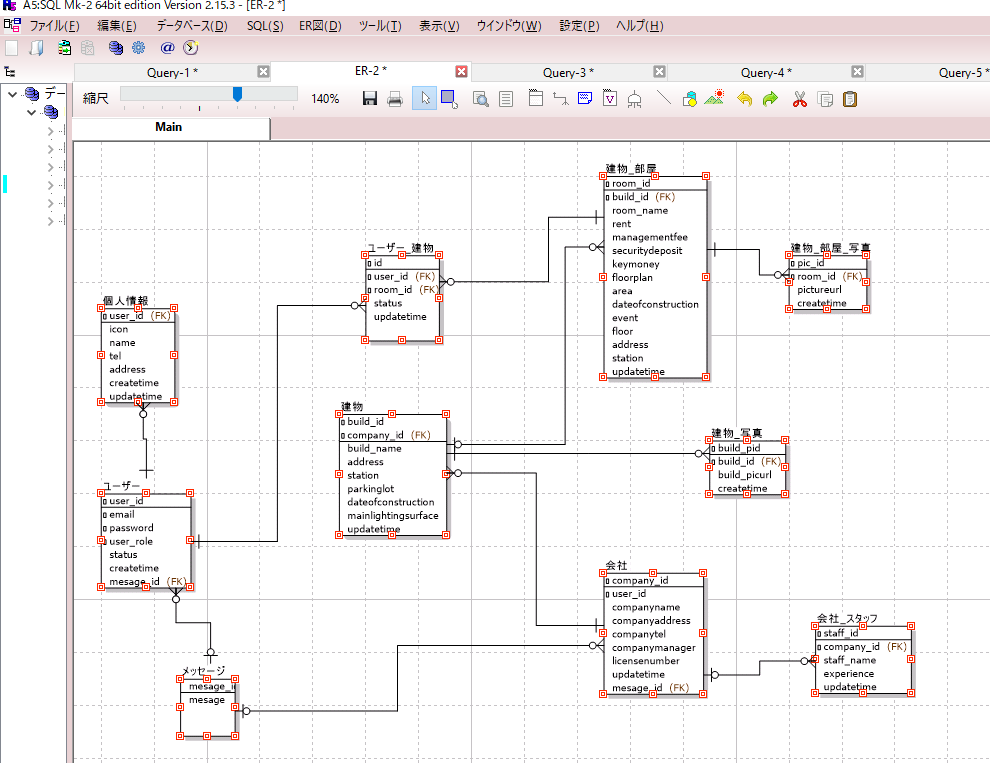 A5:SQL Mk-2 64bit edition Version 2.15.3 - [ER-2 *]
ファイル(F) 編集(E) データベース(D) SQL(S) ER図(D) ツール(T) 表示(V) ウインドウ(W) 設定(P) ヘルプ(H)
Query-1 * ER-2 * Query-3 * Query-4 * Query-5 *
デー
縮尺 140%
Main
建物_部屋
room_id
build_id (FK)
room_name
rent
managementfee
securitydeposit
keymoney
floorplan
area
dateofconstruction
event
floor
address
station
updatetime
ユーザー_建物
id
user_id (FK)
room_id (FK)
status
updatetime
建物_部屋_写真
pic_id
room_id (FK)
pictureurl
createtime
個人情報
user_id (FK)
icon
name
tel
address
createtime
updatetime
建物
build_id
company_id (FK)
build_name
address
station
parkinglot
dateofconstruction
mainlightingsurface
updatetime
建物_写真
build_pid
build_id (FK)
build_picurl
createtime
ユーザー
user_id
email
password
user_role
status
createtime
mesage_id (FK)
会社
company_id
user_id
companyname
companyaddress
companytel
companymanager
licensenumber
updatetime
mesage_id (FK)
会社_スタッフ
staff_id
company_id (FK)
staff_name
experience
updatetime
メッセージ
mesage_id
mesage